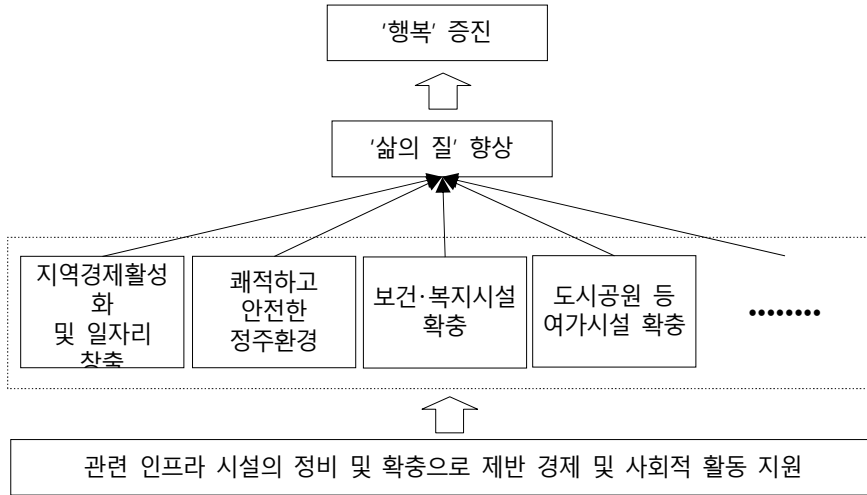 ‘행복’ 증진
‘삶의 질’ 향상
지역경제활성
화
및 일자리
창출
쾌적하고
안전한
정주환경
보건·복지시설
확충
도시공원 등
여가시설 확충
••••••••
관련 인프라 시설의 정비 및 확충으로 제반 경제 및 사회적 활동 지원